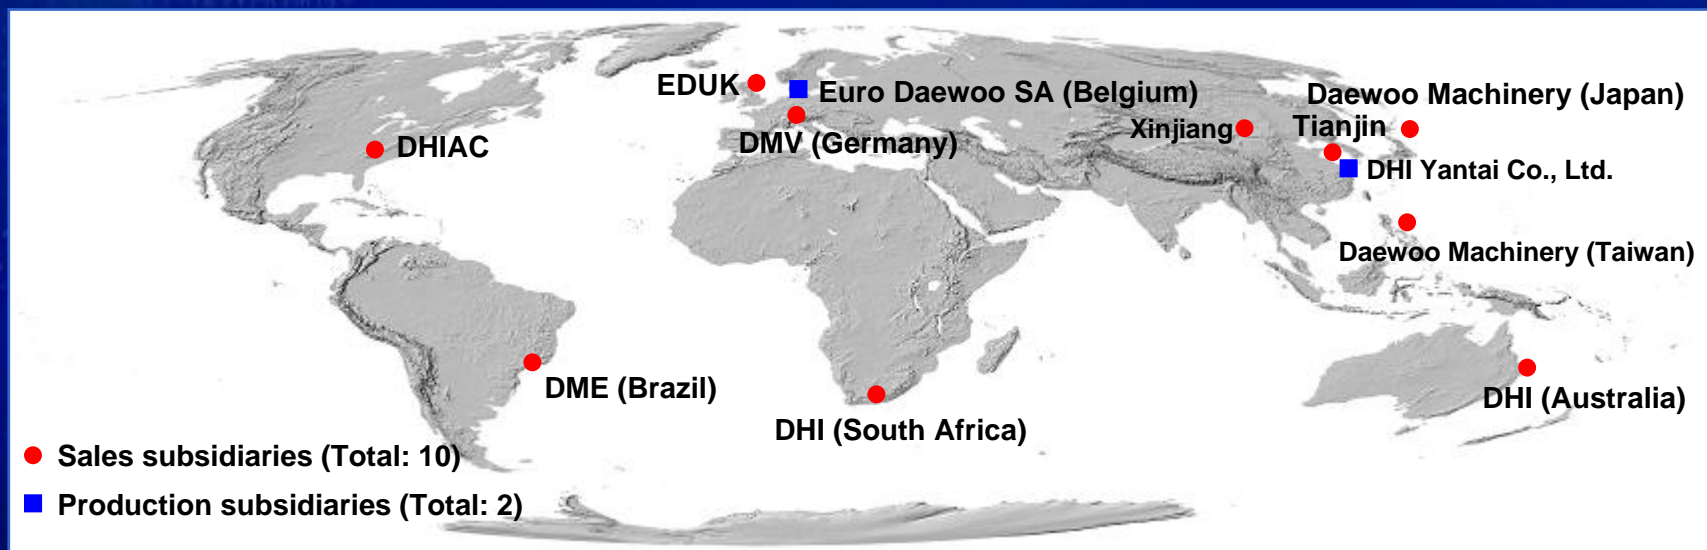 EDUK
Euro Daewoo SA (Belgium)
Daewoo Machinery (Japan)
Xinjiang
Tianjin
DHIAC
DMV (Germany)
DHI Yantai Co., Ltd.
Daewoo Machinery (Taiwan)
DME (Brazil)
DHI (Australia)
DHI (South Africa)
Sales subsidiaries (Total: 10)
Production subsidiaries (Total: 2)